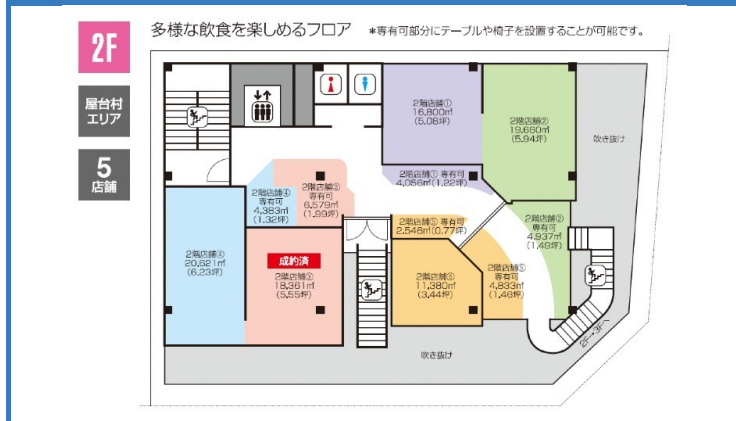 2F
多様な飲食を楽しめるフロア ＊専有可部分にテーブルや椅子を設置することが可能です。
屋台村
エリア
5
店舗
2階店舗①
16,800㎡
(5.08坪)
2階店舗②
19,660㎡
(5.94坪)
吹き抜け
2階店舗① 専有可
4,056㎡(1.22坪)
2階店舗④
専有可
4,383㎡
(1.32坪)
2階店舗③
専有可
6,579㎡
(1.99坪)
2階店舗⑤ 専有可
2,546㎡(0.77坪)
2階店舗②
専有可
4,937㎡
(1.49坪)
2階店舗④
20,621㎡
(6.23坪)
成約済
2階店舗③
18,361㎡
(5.55坪)
2階店舗⑤
11,380㎡
(3.44坪)
2階店舗⑤
専有可
4,833㎡
(1.46坪)
2F→3Fへ
吹き抜け